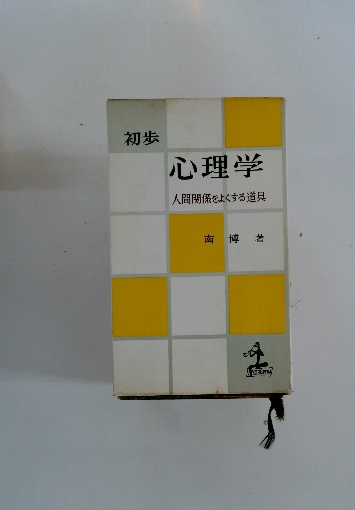 初歩
心理学
人間関係をよくする道具
南 博 著